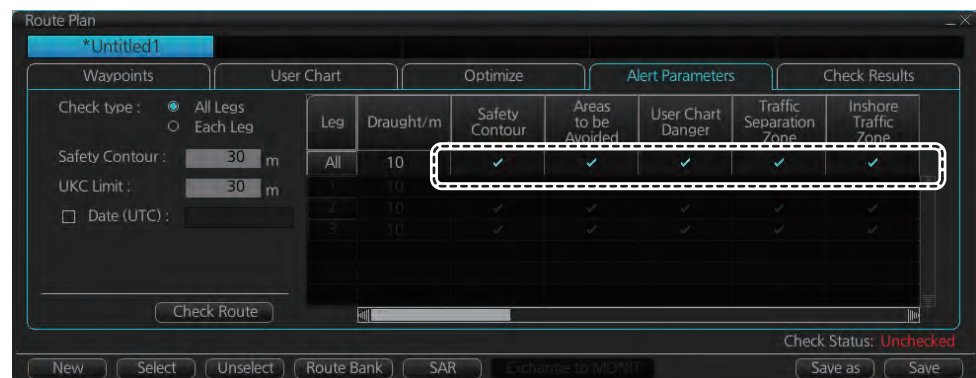 Route Plan
*Untitled1
Waypoints User Chart Optimize Alert Parameters Check Results
Check type : All Legs
Each Leg
Safety Contour : 30 m
UKC Limit : 30 m
Date (UTC) :
Check Route
Leg Draught/m Safety Contour Areas to be Avoided User Chart Danger Traffic Separation Zone Inshore Traffic Zone
All 10 ✓ ✓ ✓ ✓ ✓
1 10
2 10 ✓ ✓ ✓ ✓ ✓
3 10 ✓ ✓ ✓ ✓ ✓
Check Status: Unchecked
New Select Unselect Route Bank SAR Exchange to MONIT Save as Save